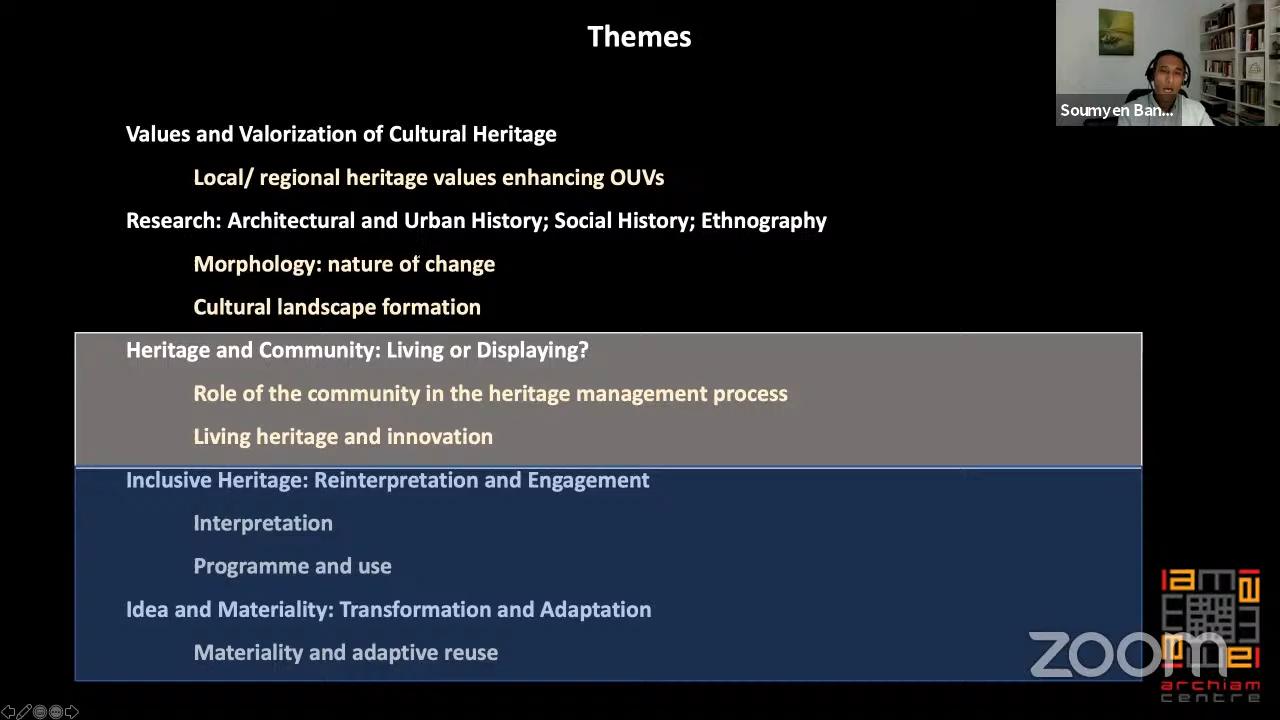 Themes
Soumyen Ban...
Values and Valorization of Cultural Heritage
Local/ regional heritage values enhancing OUVs
Research: Architectural and Urban History; Social History; Ethnography
Morphology: nature of change
Cultural landscape formation
Heritage and Community: Living or Displaying?
Role of the community in the heritage management process
Living heritage and innovation
Inclusive Heritage: Reinterpretation and Engagement
Interpretation
Programme and use
Idea and Materiality: Transformation and Adaptation
Materiality and adaptive reuse
zoom
archiam
centre